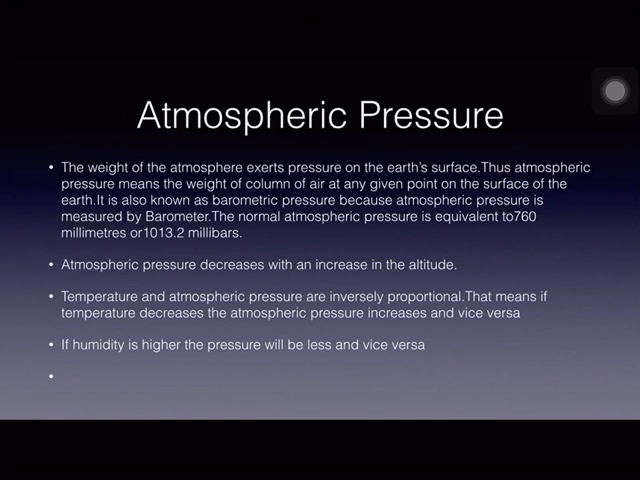 Atmospheric Pressure
• The weight of the atmosphere exerts pressure on the earth's surface.Thus atmospheric
pressure means the weight of column of air at any given point on the surface of the
earth.It is also known as barometric pressure because atmospheric pressure is
measured by Barometer.The normal atmospheric pressure is equivalent to760
millimetres or1013.2 millibars.
• Atmospheric pressure decreases with an increase in the altitude.
• Temperature and atmospheric pressure are inversely proportional.That means if
temperature decreases the atmospheric pressure increases and vice versa
• If humidity is higher the pressure will be less and vice versa
•